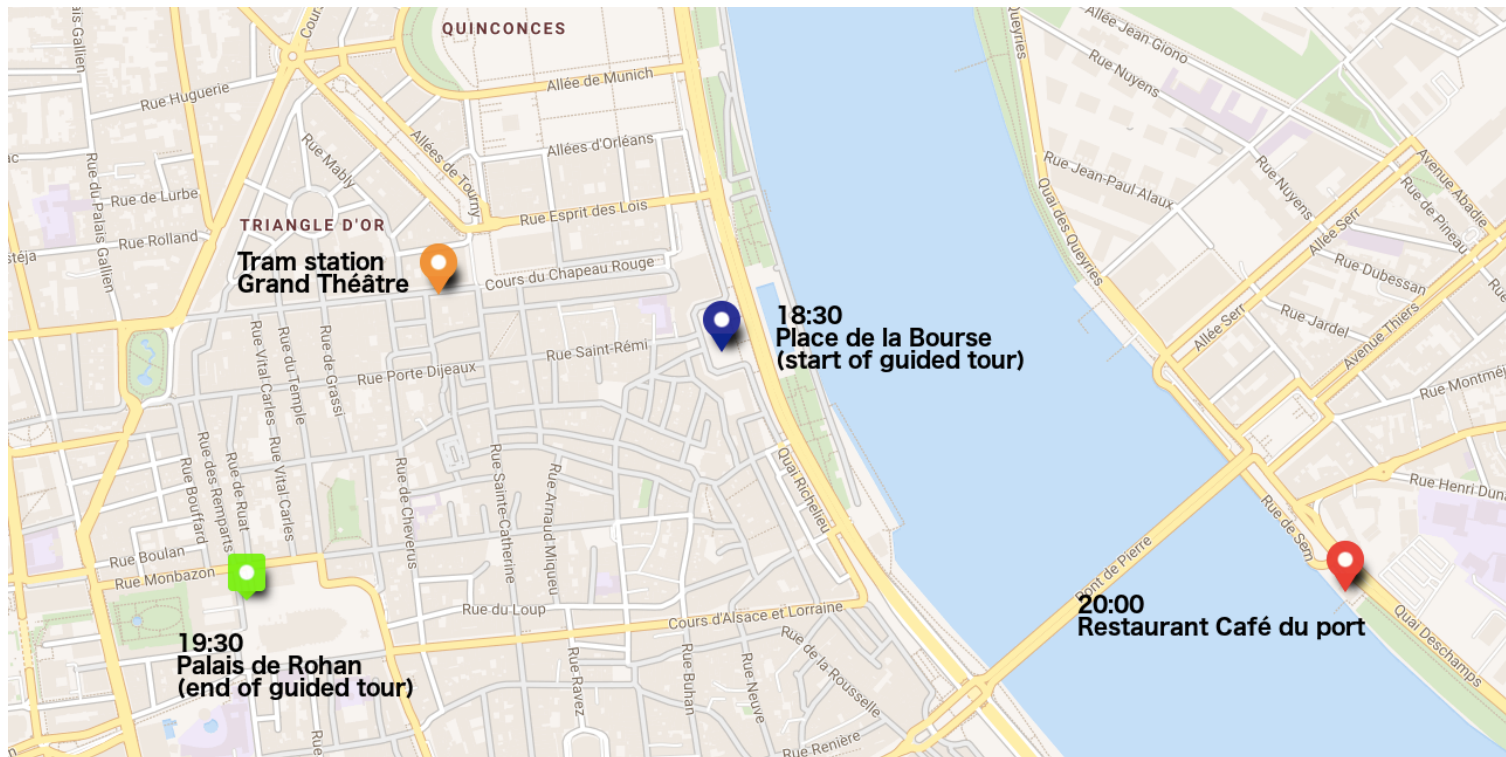 QUINCONCES
Allée de Munich
Rue Huguerie
Allées de Tourny
Allées d'Orléans
Rue Mably
Rue du Palais Gallien
Rue de Lurbe
Rue Rolland
TRIANGLE D'OR
Rue Esprit des Lois
Tram station
Grand Théâtre
Cours du Chapeau Rouge
18:30
Place de la Bourse
(start of guided tour)
Rue Saint-Rémi
Rue Porte Dijeaux
Rue Vital-Carles
Rue du Temple
Rue de Grassi
Rue Vital-Carles
Rue de Ruat
Rue des Remparts
Rue Bouffard
Rue de Cheverus
Rue Sainte-Catherine
Rue Arnaud Miqueu
Quai Richelieu
Rue Boulan
Rue Monbazon
19:30
Palais de Rohan
(end of guided tour)
Rue du Loup
Cours d'Alsace et Lorraine
Rue Ravez
Rue Buhan
Rue Neuve
Rue de la Rousselle
Rue Renière
Pont de Pierre
20:00
Restaurant Café du port
Queyries
Allée Jean Giono
Rue Nuyens
Rue Nuyens
Rue Jean-Paul Alaux
Quai des Queyries
Avenue Abadie
Rue de Pineau
Allée Serr
Rue Dubessan
Rue Jardel
Allée Serr
Avenue Thiers
Rue de Sem
Quai Deschamps